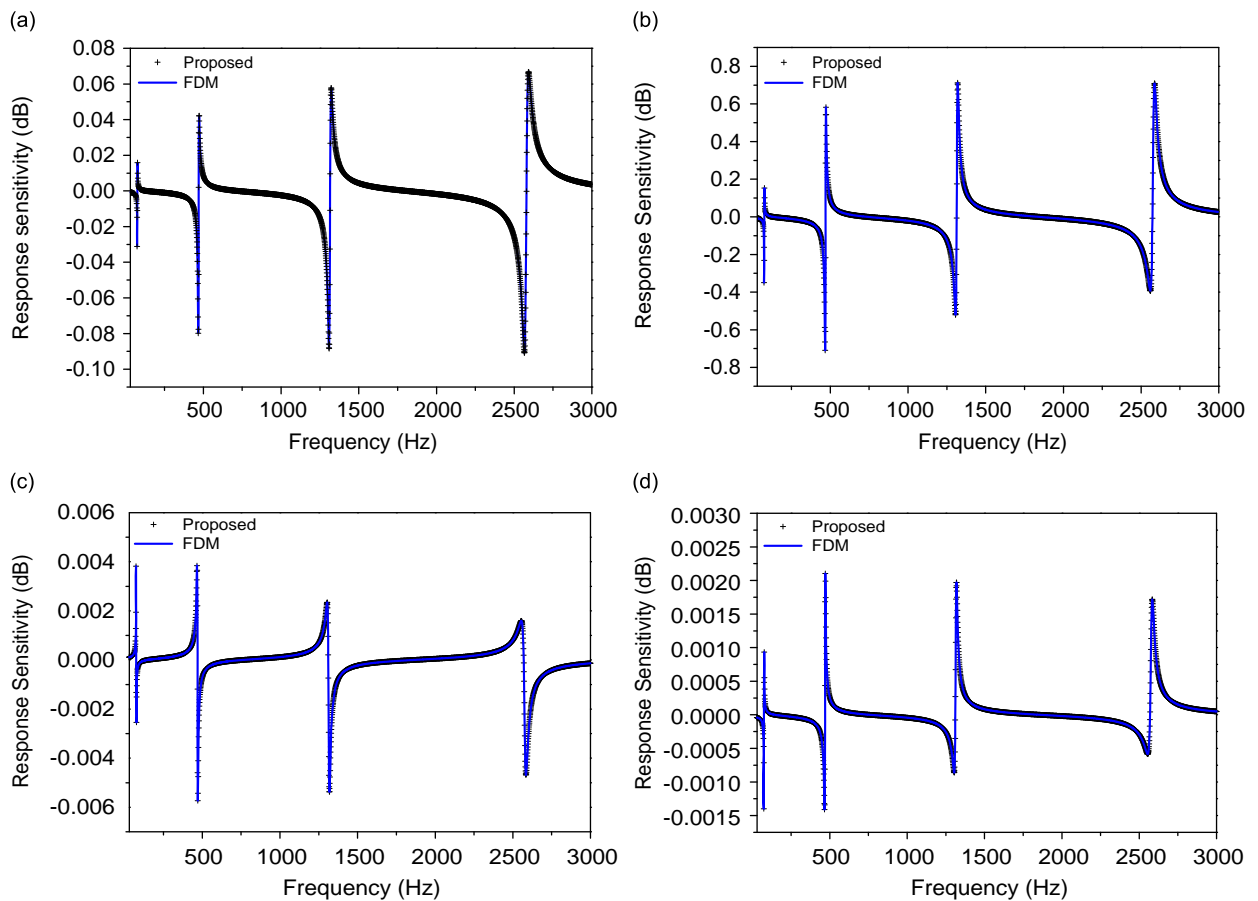 (a)
0.08
0.06
0.04
0.02
0.00
-0.02
-0.04
-0.06
-0.08
-0.10
Response sensitivity (dB)
Proposed
FDM
500 1000 1500 2000 2500 3000
Frequency (Hz)
(b)
0.8
0.6
0.4
0.2
0.0
-0.2
-0.4
-0.6
-0.8
Response Sensitivity (dB)
Proposed
FDM
500 1000 1500 2000 2500 3000
Frequency (Hz)
(c)
0.006
0.004
0.002
0.000
-0.002
-0.004
-0.006
Response Sensitivity (dB)
Proposed
FDM
500 1000 1500 2000 2500 3000
Frequency (Hz)
(d)
0.0030
0.0025
0.0020
0.0015
0.0010
0.0005
0.0000
-0.0005
-0.0010
-0.0015
Response Sensitivity (dB)
Proposed
FDM
500 1000 1500 2000 2500 3000
Frequency (Hz)